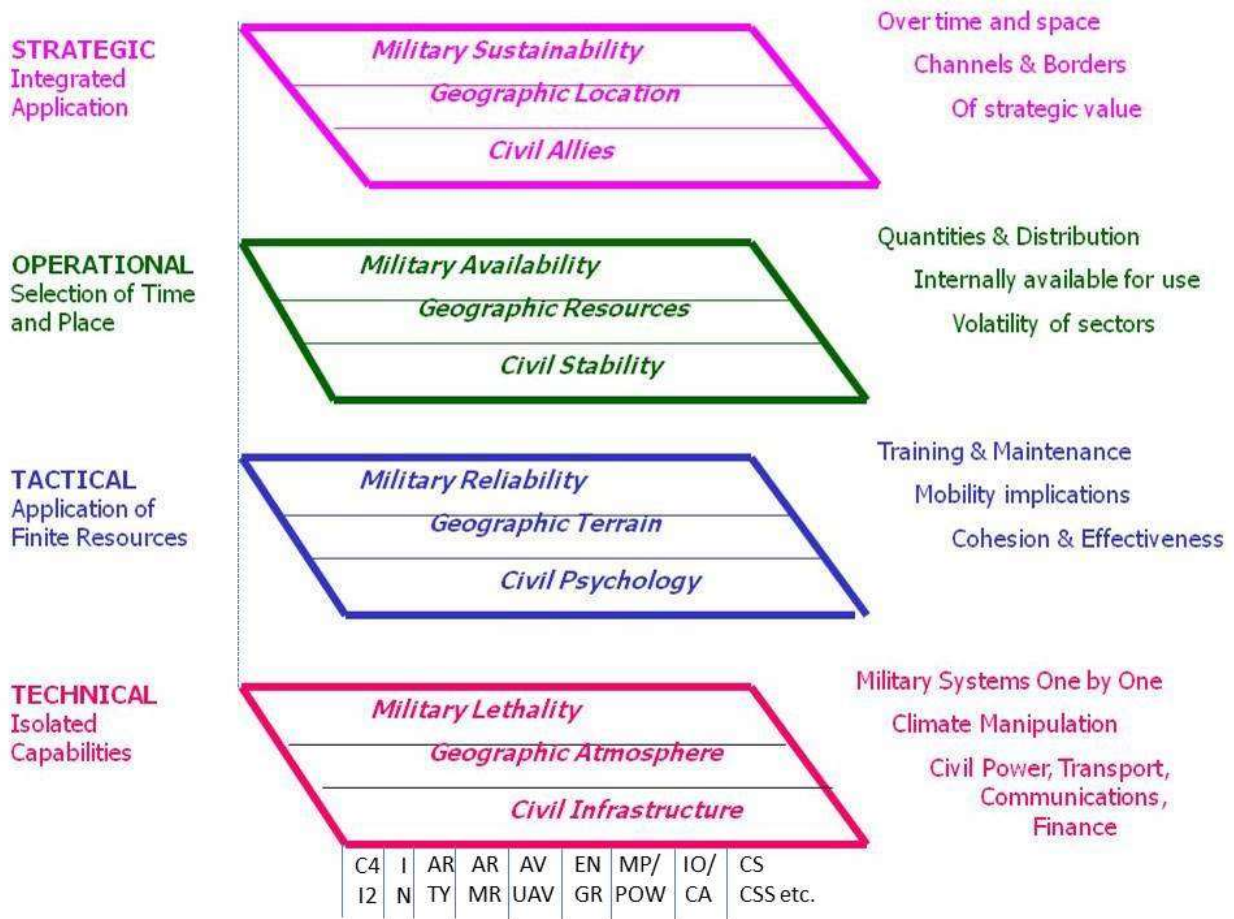 STRATEGIC
Integrated
Application
Military Sustainability
Geographic Location
Civil Allies
Over time and space
Channels & Borders
Of strategic value
OPERATIONAL
Selection of Time
and Place
Military Availability
Geographic Resources
Civil Stability
Quantities & Distribution
Internally available for use
Volatility of sectors
TACTICAL
Application of
Finite Resources
Military Reliability
Geographic Terrain
Civil Psychology
Training & Maintenance
Mobility implications
Cohesion & Effectiveness
TECHNICAL
Isolated
Capabilities
Military Lethality
Geographic Atmosphere
Civil Infrastructure
Military Systems One by One
Climate Manipulation
Civil Power, Transport,
Communications,
Finance
C4 I AR AR AV EN MP/ IO/ CS
I2 N TY MR UAV GR POW CA CSS etc.